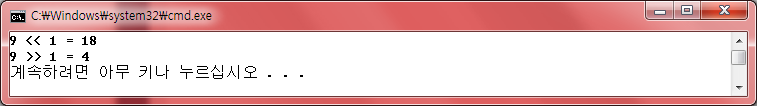 C:₩Windows₩system32₩cmd.exe
9 << 1 = 18
9 >> 1 = 4
계속하려면 아무 키나 누르십시오 . . .